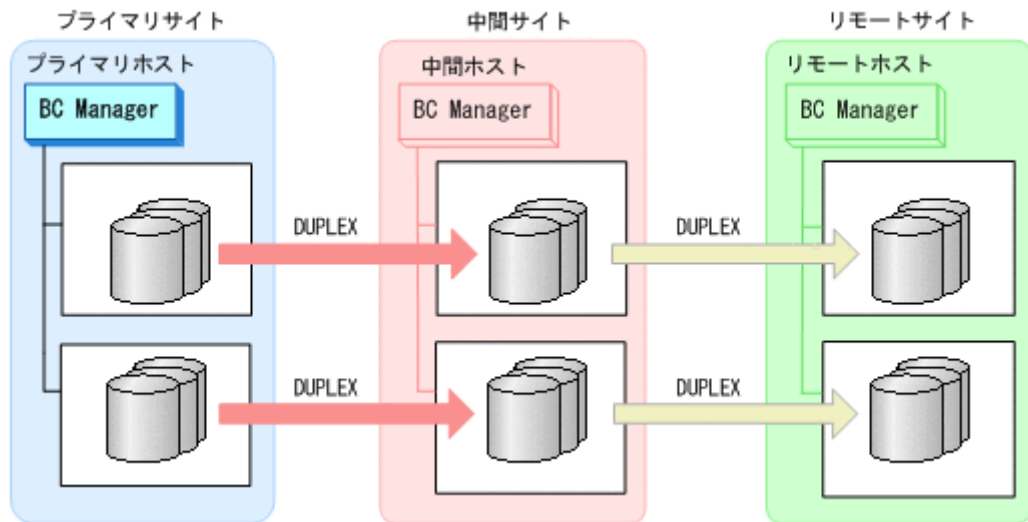 プライマリサイト
中間サイト
リモートサイト
プライマリホスト
中間ホスト
リモートホスト
BC Manager
BC Manager
BC Manager
DUPLEX
DUPLEX
DUPLEX
DUPLEX